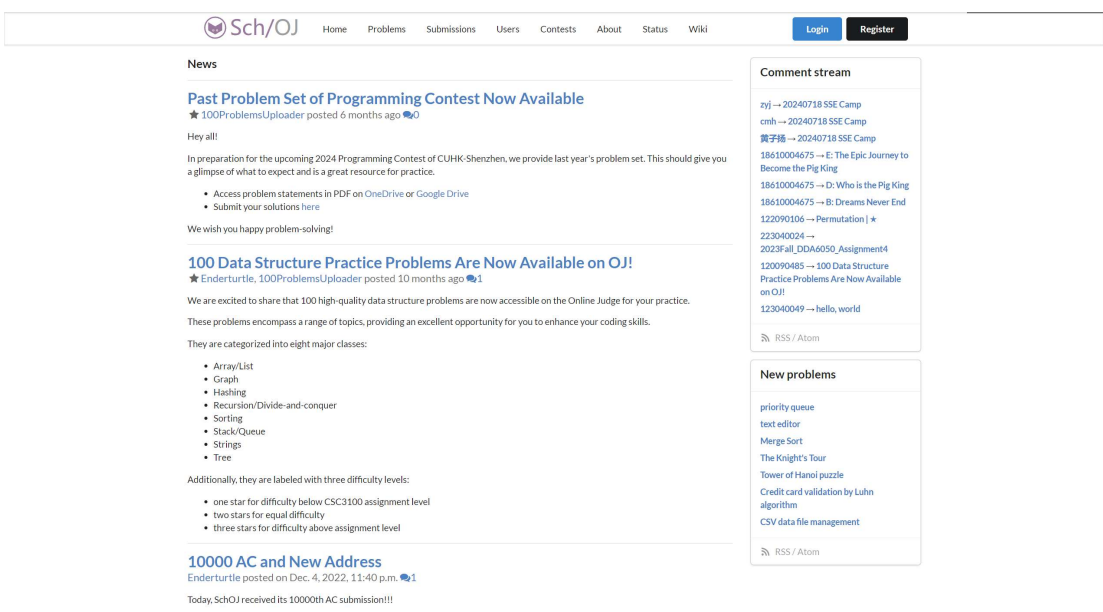 Sch/OJ Home Problems Submissions Users Contests About Status Wiki Login Register
News
Past Problem Set of Programming Contest Now Available
100ProblemsUploader posted 6 months ago 0
Hey all!
In preparation for the upcoming 2024 Programming Contest of CUHK-Shenzhen, we provide last year's problem set. This should give you
a glimpse of what to expect and is a great resource for practice.
• Access problem statements in PDF on OneDrive or Google Drive
• Submit your solutions here
We wish you happy problem-solving!
100 Data Structure Practice Problems Are Now Available on OJ!
Enderturtle, 100ProblemsUploader posted 10 months ago 1
We are excited to share that 100 high-quality data structure problems are now accessible on the Online Judge for your practice.
These problems encompass a range of topics, providing an excellent opportunity for you to enhance your coding skills.
They are categorized into eight major classes:
• Array/List
• Graph
• Hashing
• Recursion/Divide-and-conquer
• Sorting
• Stack/Queue
• Strings
• Tree
Additionally, they are labeled with three difficulty levels:
• one star for difficulty below CSC3100 assignment level
• two stars for equal difficulty
• three stars for difficulty above assignment level
10000 AC and New Address
Enderturtle posted on Dec. 4, 2022, 11:40 p.m. 1
Today, SchOJ received its 10000th AC submission!!!
Comment stream
zyj → 20240718 SSE Camp
cmh → 20240718 SSE Camp
黄子扬 → 20240718 SSE Camp
18610004675 → E: The Epic Journey to
Become the Pig King
18610004675 → D: Who is the Pig King
18610004675 → B: Dreams Never End
122090106 → Permutation | ★
223040024 →
2023Fall_DDA6050_Assignment4
120090485 → 100 Data Structure
Practice Problems Are Now Available
on OJ!
123040049 → hello, world
RSS / Atom
New problems
priority queue
text editor
Merge Sort
The Knight's Tour
Tower of Hanoi puzzle
Credit card validation by Luhn
algorithm
CSV data file management
RSS / Atom